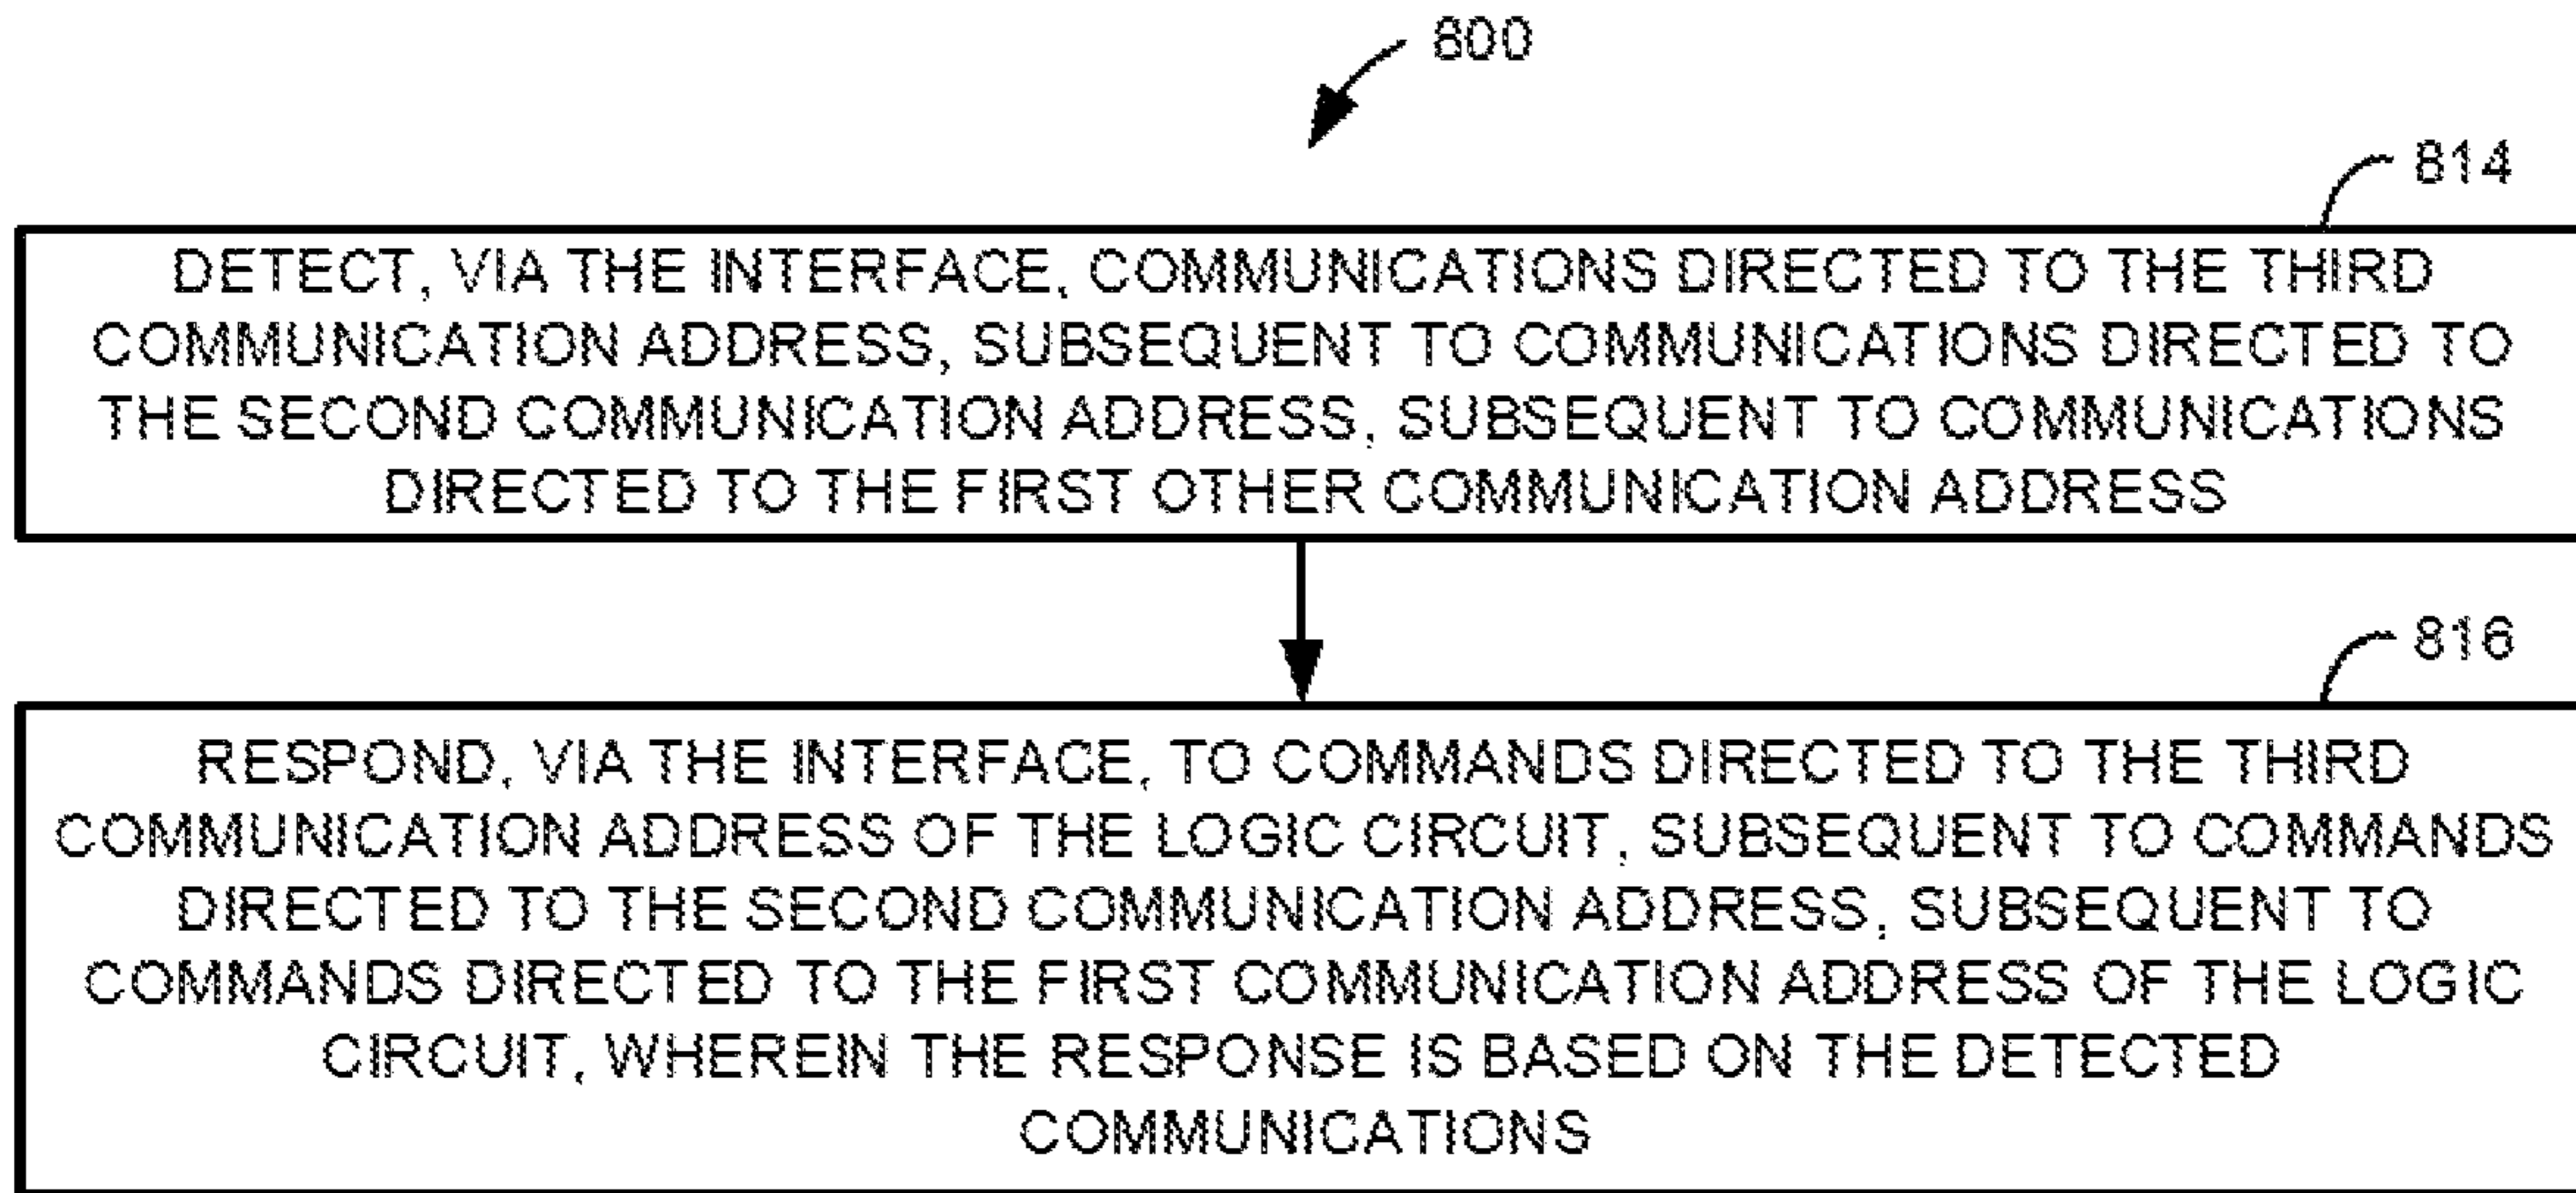 800
814
DETECT, VIA THE INTERFACE, COMMUNICATIONS DIRECTED TO THE THIRD
COMMUNICATION ADDRESS, SUBSEQUENT TO COMMUNICATIONS DIRECTED TO
THE SECOND COMMUNICATION ADDRESS, SUBSEQUENT TO COMMUNICATIONS
DIRECTED TO THE FIRST OTHER COMMUNICATION ADDRESS
816
RESPOND, VIA THE INTERFACE, TO COMMANDS DIRECTED TO THE THIRD
COMMUNICATION ADDRESS OF THE LOGIC CIRCUIT, SUBSEQUENT TO COMMANDS
DIRECTED TO THE SECOND COMMUNICATION ADDRESS, SUBSEQUENT TO
COMMANDS DIRECTED TO THE FIRST COMMUNICATION ADDRESS OF THE LOGIC
CIRCUIT, WHEREIN THE RESPONSE IS BASED ON THE DETECTED
COMMUNICATIONS